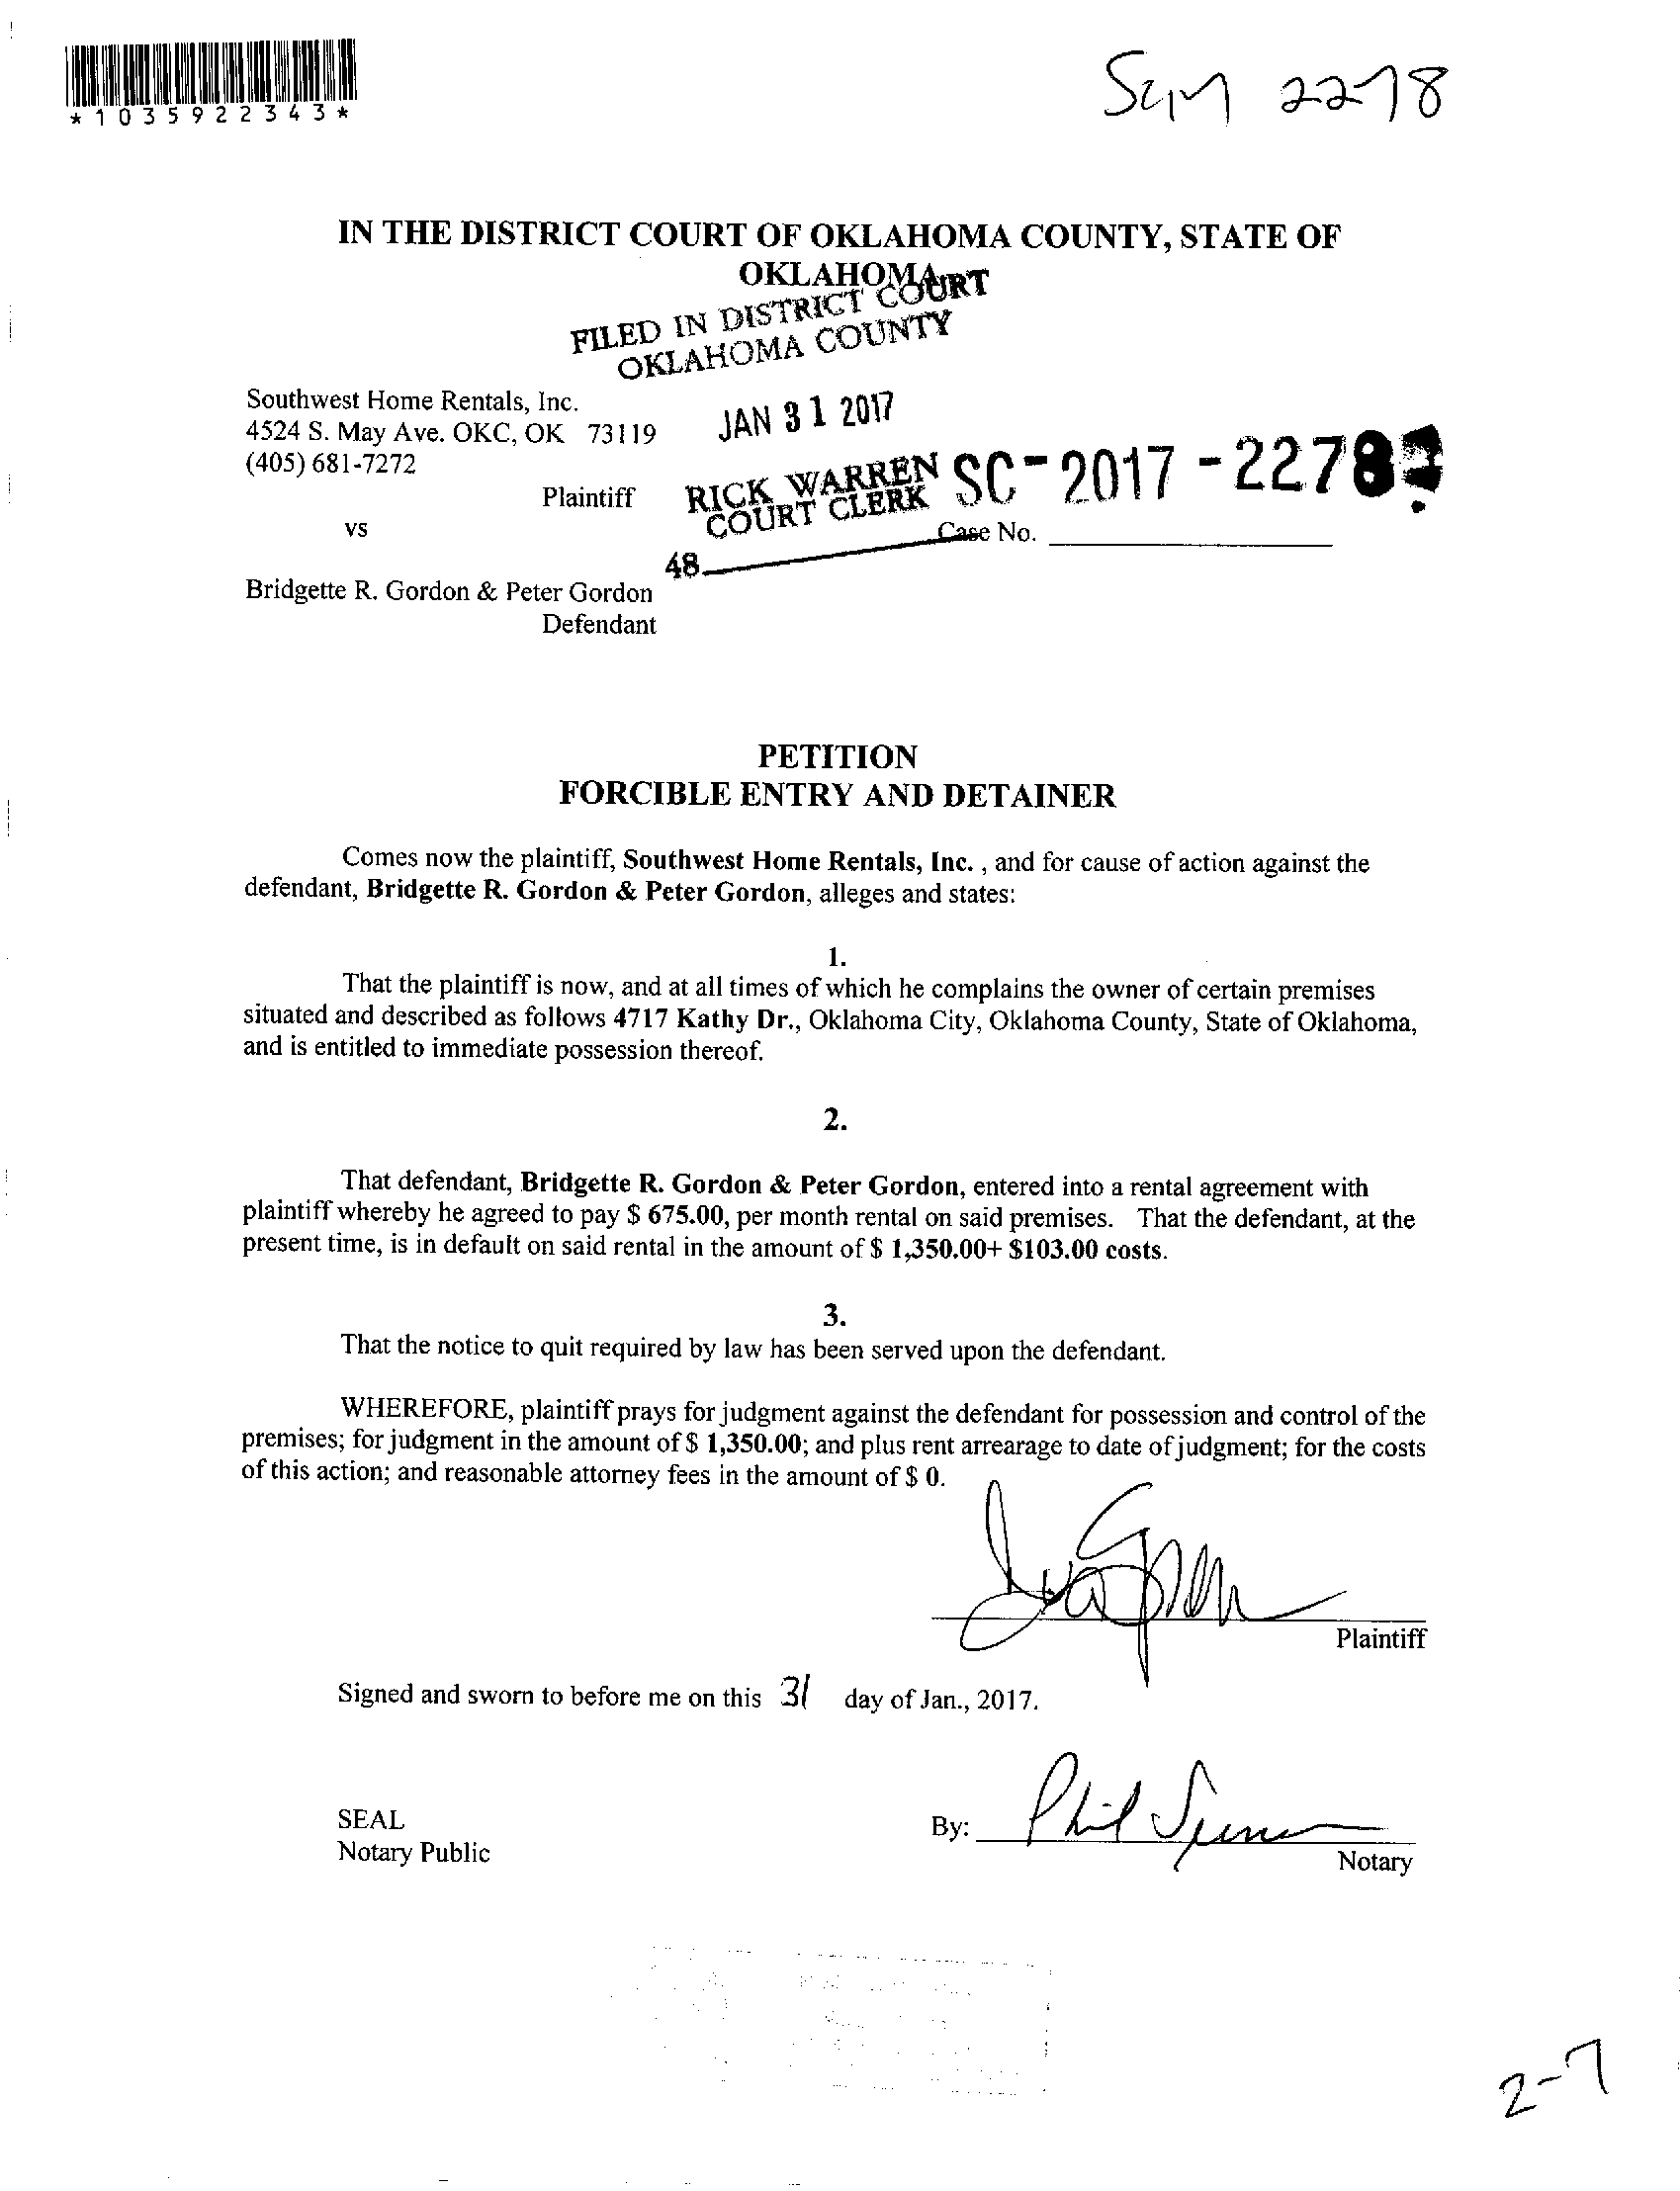 *1035922343*
2278
IN THE DISTRICT COURT OF OKLAHOMA COUNTY, STATE OF
OKLAHOMA
FILED IN DISTRICT COURT
OKLAHOMA COUNTY
Southwest Home Rentals, Inc.
4524 S. May Ave. OKC, OK 73119
(405) 681-7272
JAN 31 2017
Plaintiff
RICK WARREN
COURT CLERK
SC-2017-2278
vs
Case No.
48
Bridgette R. Gordon & Peter Gordon
Defendant
PETITION
FORCIBLE ENTRY AND DETAINER
Comes now the plaintiff, Southwest Home Rentals, Inc. , and for cause of action against the
defendant, Bridgette R. Gordon & Peter Gordon, alleges and states:
1.
That the plaintiff is now, and at all times of which he complains the owner of certain premises
situated and described as follows 4717 Kathy Dr., Oklahoma City, Oklahoma County, State of Oklahoma,
and is entitled to immediate possession thereof.
2.
That defendant, Bridgette R. Gordon & Peter Gordon, entered into a rental agreement with
plaintiff whereby he agreed to pay $ 675.00, per month rental on said premises. That the defendant, at the
present time, is in default on said rental in the amount of $ 1,350.00+ $103.00 costs.
3.
That the notice to quit required by law has been served upon the defendant.
WHEREFORE, plaintiff prays for judgment against the defendant for possession and control of the
premises; for judgment in the amount of $ 1,350.00; and plus rent arrearage to date of judgment; for the costs
of this action; and reasonable attorney fees in the amount of $ 0.
Plaintiff
Signed and sworn to before me on this 31 day of Jan., 2017.
SEAL
Notary Public
By: Phil
Notary
2-7